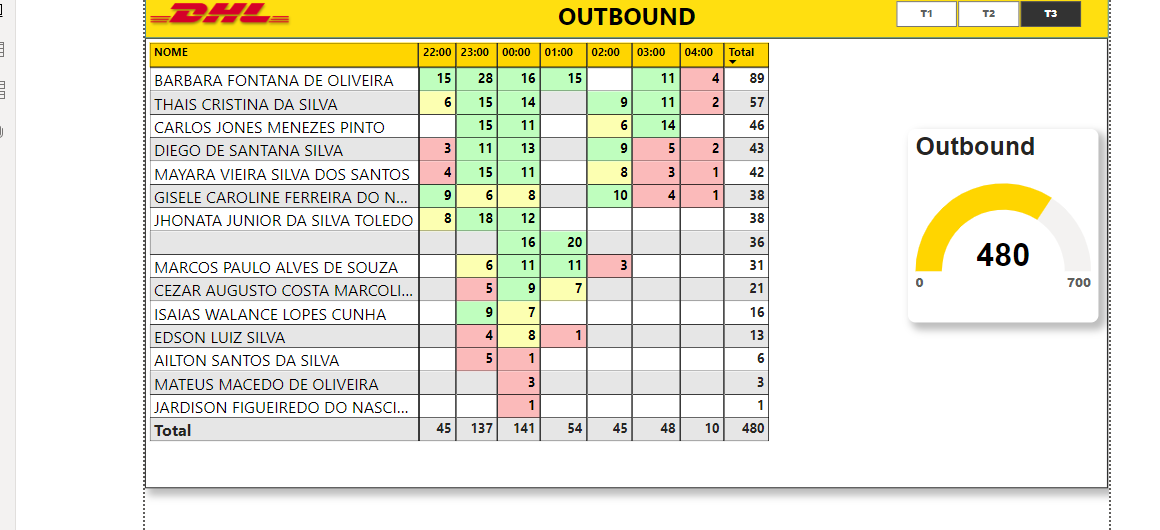 DHL
OUTBOUND
T1 T2 T3
NOME 22:00 23:00 00:00 01:00 02:00 03:00 04:00 Total
BARBARA FONTANA DE OLIVEIRA 15 28 16 15 11 4 89
THAIS CRISTINA DA SILVA 6 15 14 9 11 2 57
CARLOS JONES MENEZES PINTO 15 11 6 14 46
DIEGO DE SANTANA SILVA 3 11 13 9 5 2 43
MAYARA VIEIRA SILVA DOS SANTOS 4 15 11 8 3 1 42
GISELE CAROLINE FERREIRA DO N... 9 6 8 10 4 1 38
JHONATA JUNIOR DA SILVA TOLEDO 8 18 12 38
16 20 36
MARCOS PAULO ALVES DE SOUZA 6 11 11 3 31
CEZAR AUGUSTO COSTA MARCOLI... 5 9 7 21
ISAIAS WALANCE LOPES CUNHA 9 7 16
EDSON LUIZ SILVA 4 8 1 13
AILTON SANTOS DA SILVA 5 1 6
MATEUS MACEDO DE OLIVEIRA 3 3
JARDISON FIGUEIREDO DO NASCI... 1 1
Total 45 137 141 54 45 48 10 480
Outbound
480
0 700